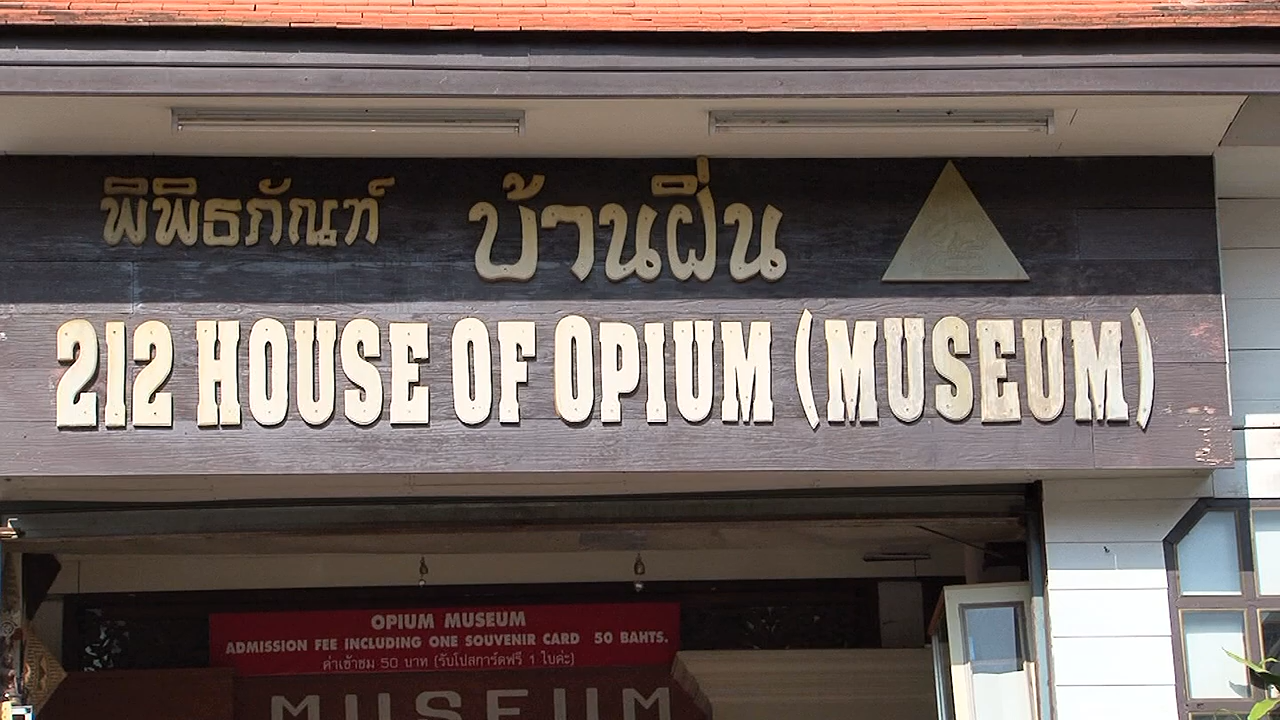 พิพิธภัณฑ์ บ้านฝิ่น
212 HOUSE OF OPIUM (MUSEUM)
OPIUM MUSEUM
ADMISSION FEE INCLUDING ONE SOUVENIR CARD 50 BAHTS.
ค่าเข้าชม 50 บาท (รับโปสการ์ดฟรี 1 ใบค่ะ)
MUSEUM